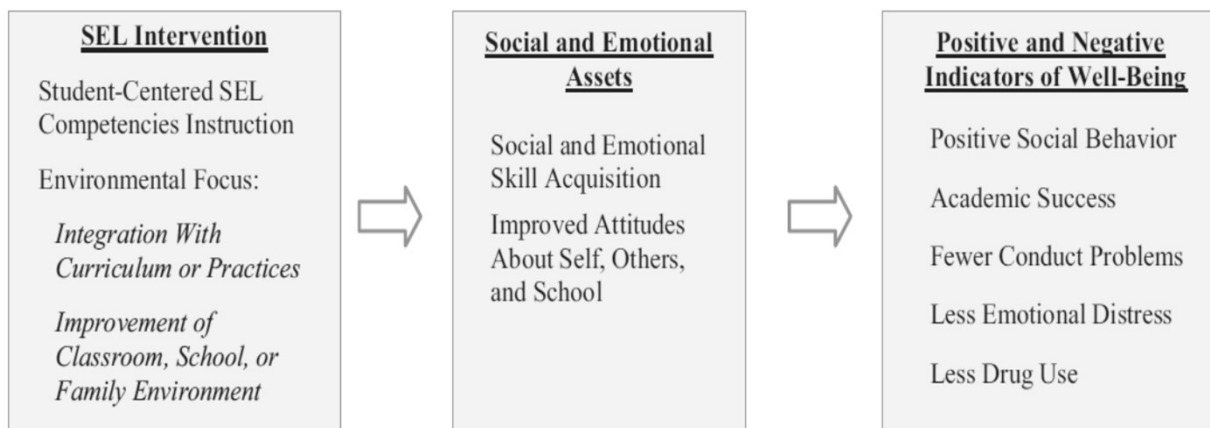 SEL Intervention
Student-Centered SEL
Competencies Instruction
Environmental Focus:
Integration With
Curriculum or Practices
Improvement of
Classroom, School, or
Family Environment
Social and Emotional
Assets
Social and Emotional
Skill Acquisition
Improved Attitudes
About Self, Others,
and School
Positive and Negative
Indicators of Well-Being
Positive Social Behavior
Academic Success
Fewer Conduct Problems
Less Emotional Distress
Less Drug Use